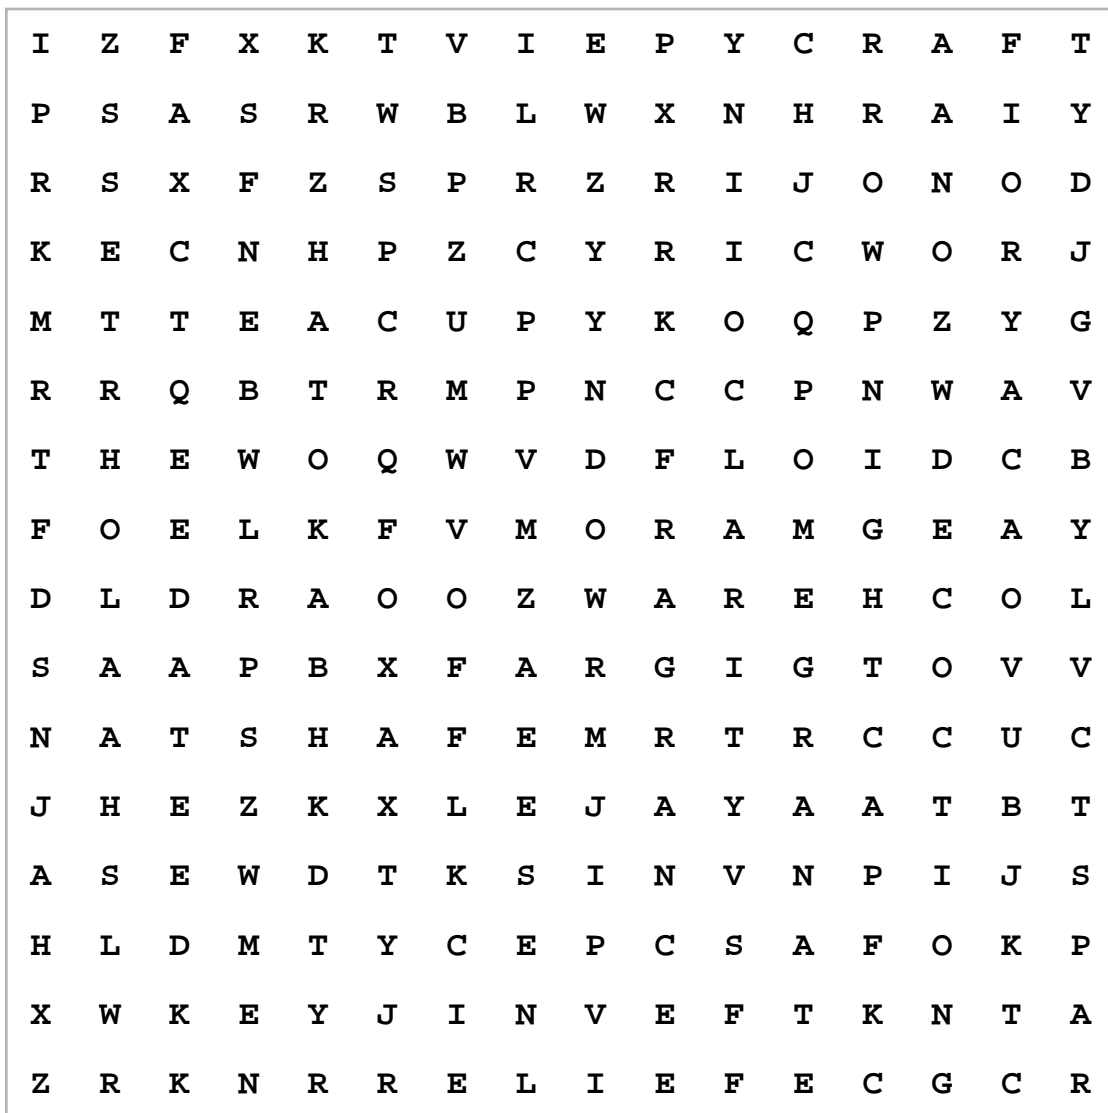 I Z F X K T V I E P Y C R A F T
P S A S R W B L W X N H R A I Y
R S X F Z S P R Z R I J O N O D
K E C N H P Z C Y R I C W O R J
M T T E A C U P Y K O Q P Z Y G
R R Q B T R M P N C C P N W A V
T H E W O Q W V D F L O I D C B
F O E L K F V M O R A M G E A Y
D L D R A O O Z W A R E H C O L
S A A P B X F A R G I G T O V V
N A T S H A F E M R T R C C U C
J H E Z K X L E J A Y A A T B T
A S E W D T K S I N V N P I J S
H L D M T Y C E P C S A F O K P
X W K E Y J I N V E F T K N T A
Z R K N R R E L I E F E C G C R